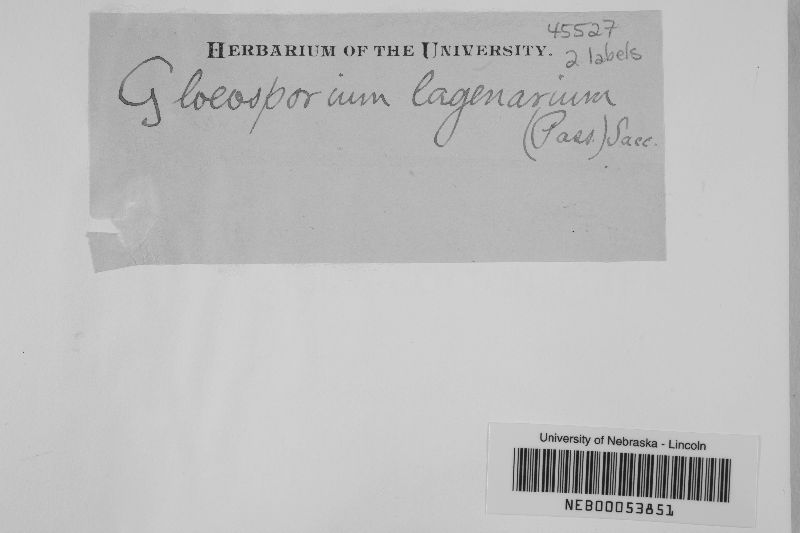 45527
HERBARIUM OF THE UNIVERSITY.
2 labels
Gloeosporium lagenarium
(Pass.) Sacc.
University of Nebraska - Lincoln
NEB00053851